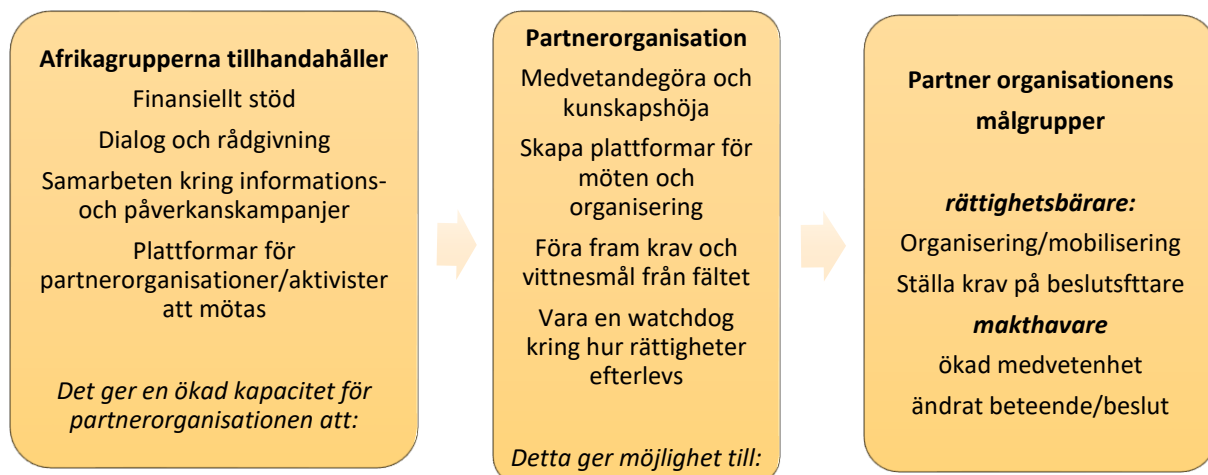 Afrikagrupperna tillhandahåller
Finansiellt stöd
Dialog och rådgivning
Samarbeten kring informations-
och påverkanskampanjer
Plattformar för
partnerorganisationer/aktivister
att mötas
Det ger en ökad kapacitet för
partnerorganisationen att:
Partnerorganisation
Medvetandegöra och
kunskapshöja
Skapa plattformar för
möten och
organisering
Föra fram krav och
vittnesmål från fältet
Vara en watchdog
kring hur rättigheter
efterlevs
Detta ger möjlighet till:
Partner organisationens
målgrupper
rättighetsbärare:
Organisering/mobilisering
Ställa krav på beslutsfttare
makthavare
ökad medvetenhet
ändrat beteende/beslut